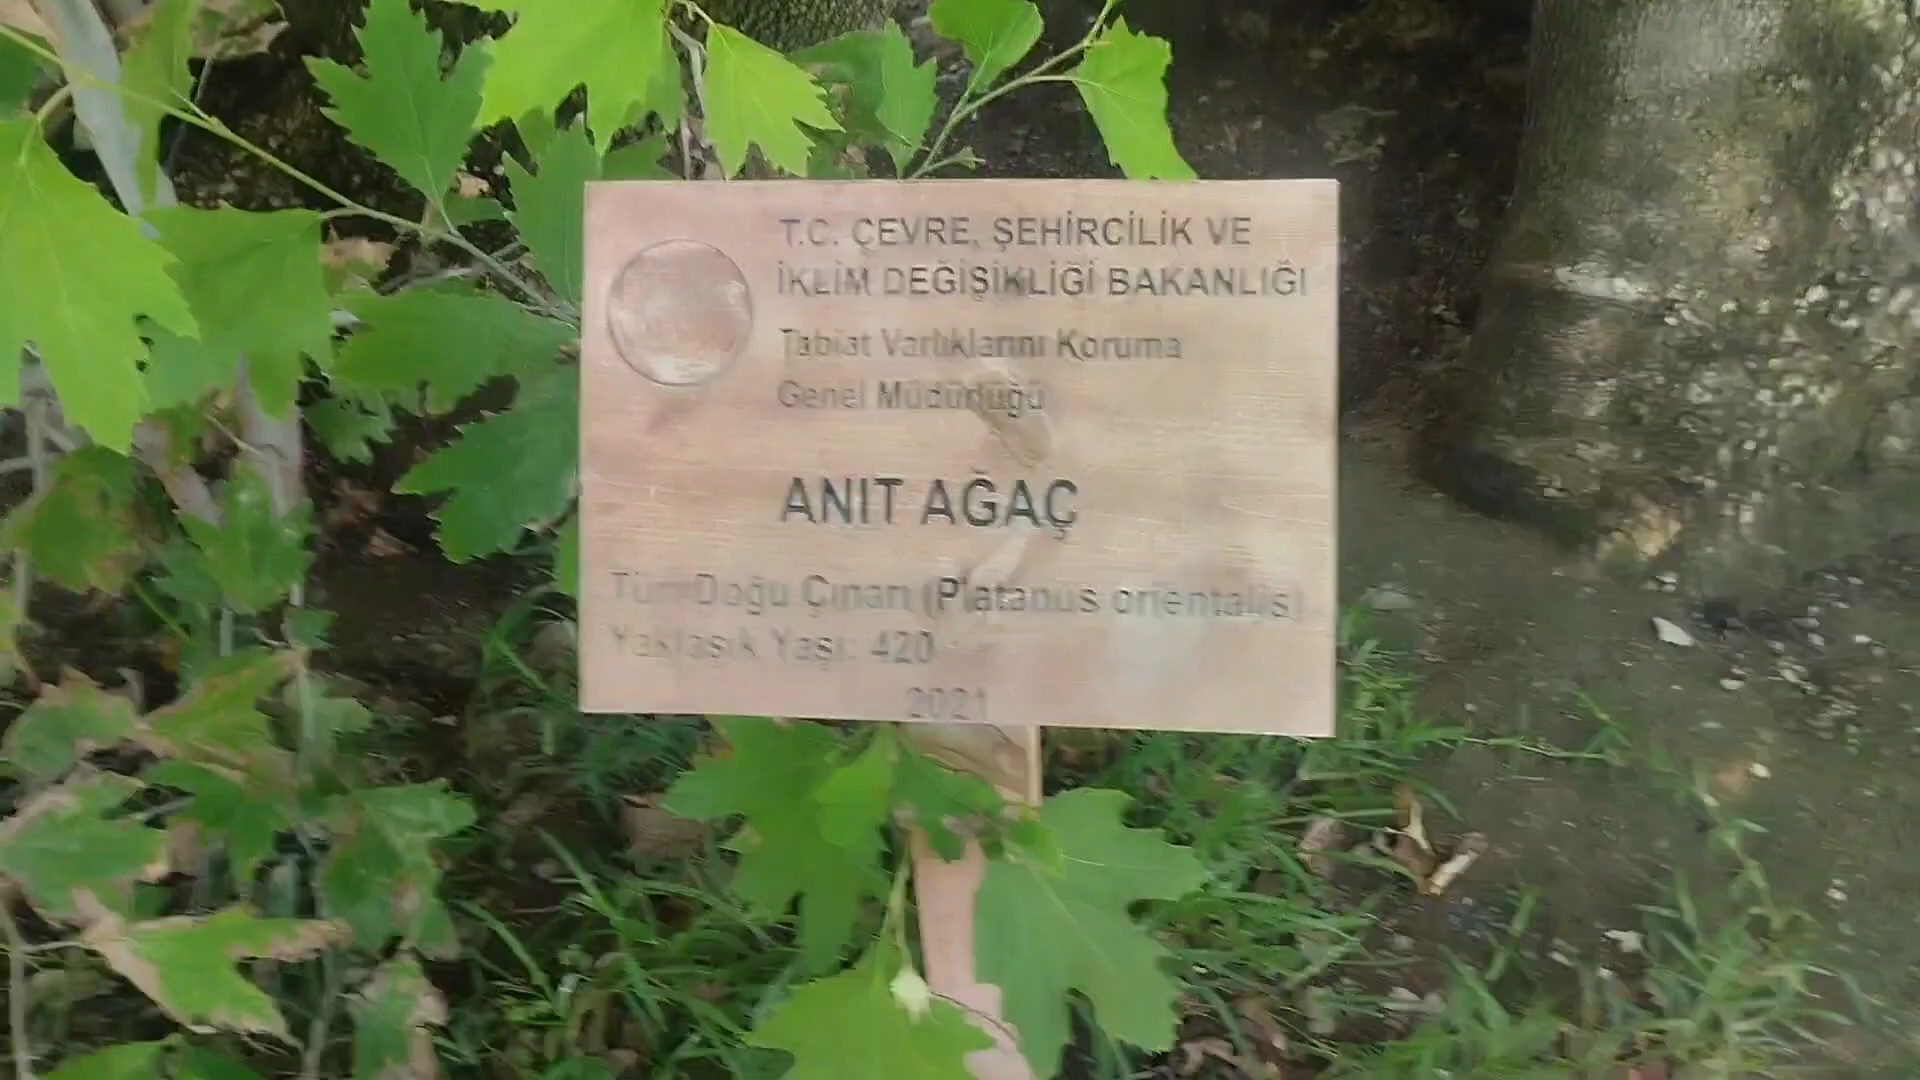 T.C. ÇEVRE, ŞEHİRCİLİK VE
İKLİM DEĞİŞİKLİĞİ BAKANLIĞI
Tabiat Varlıklarını Koruma
Genel Müdürlüğü
ANIT AĞAÇ
Tür: Doğu Çınarı (Platanus orientalis)
Yaklaşık Yaşı: 420
2021